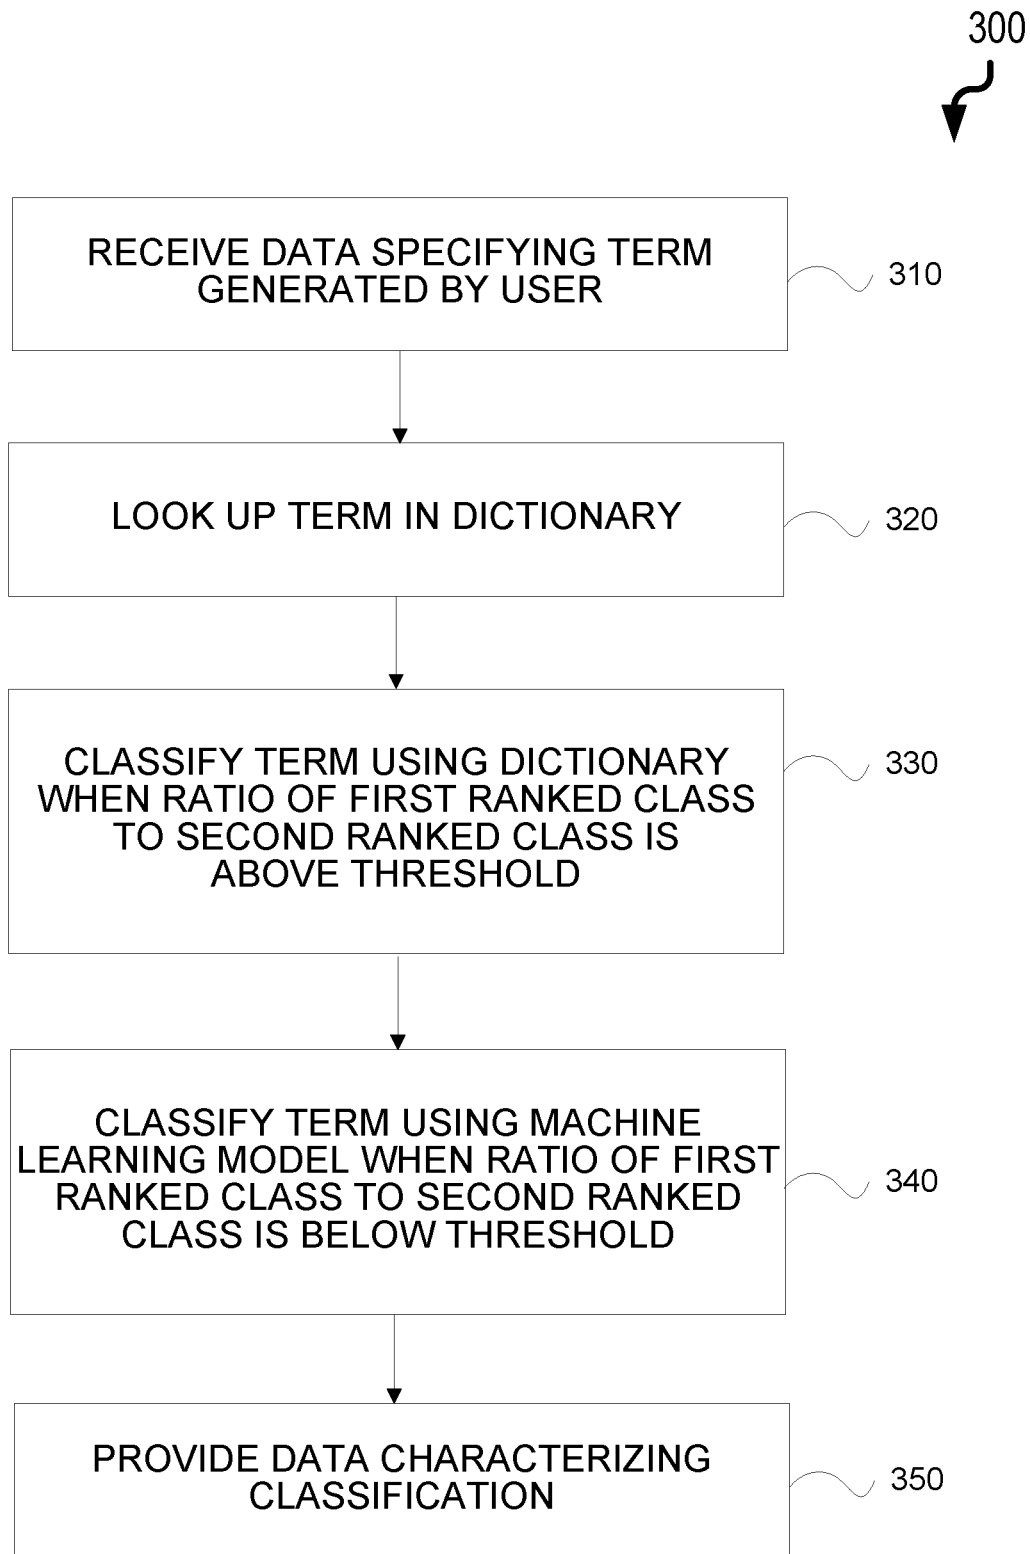 300
RECEIVE DATA SPECIFYING TERM
GENERATED BY USER
310
LOOK UP TERM IN DICTIONARY
320
CLASSIFY TERM USING DICTIONARY
WHEN RATIO OF FIRST RANKED CLASS
TO SECOND RANKED CLASS IS
ABOVE THRESHOLD
330
CLASSIFY TERM USING MACHINE
LEARNING MODEL WHEN RATIO OF FIRST
RANKED CLASS TO SECOND RANKED
CLASS IS BELOW THRESHOLD
340
PROVIDE DATA CHARACTERIZING
CLASSIFICATION
350